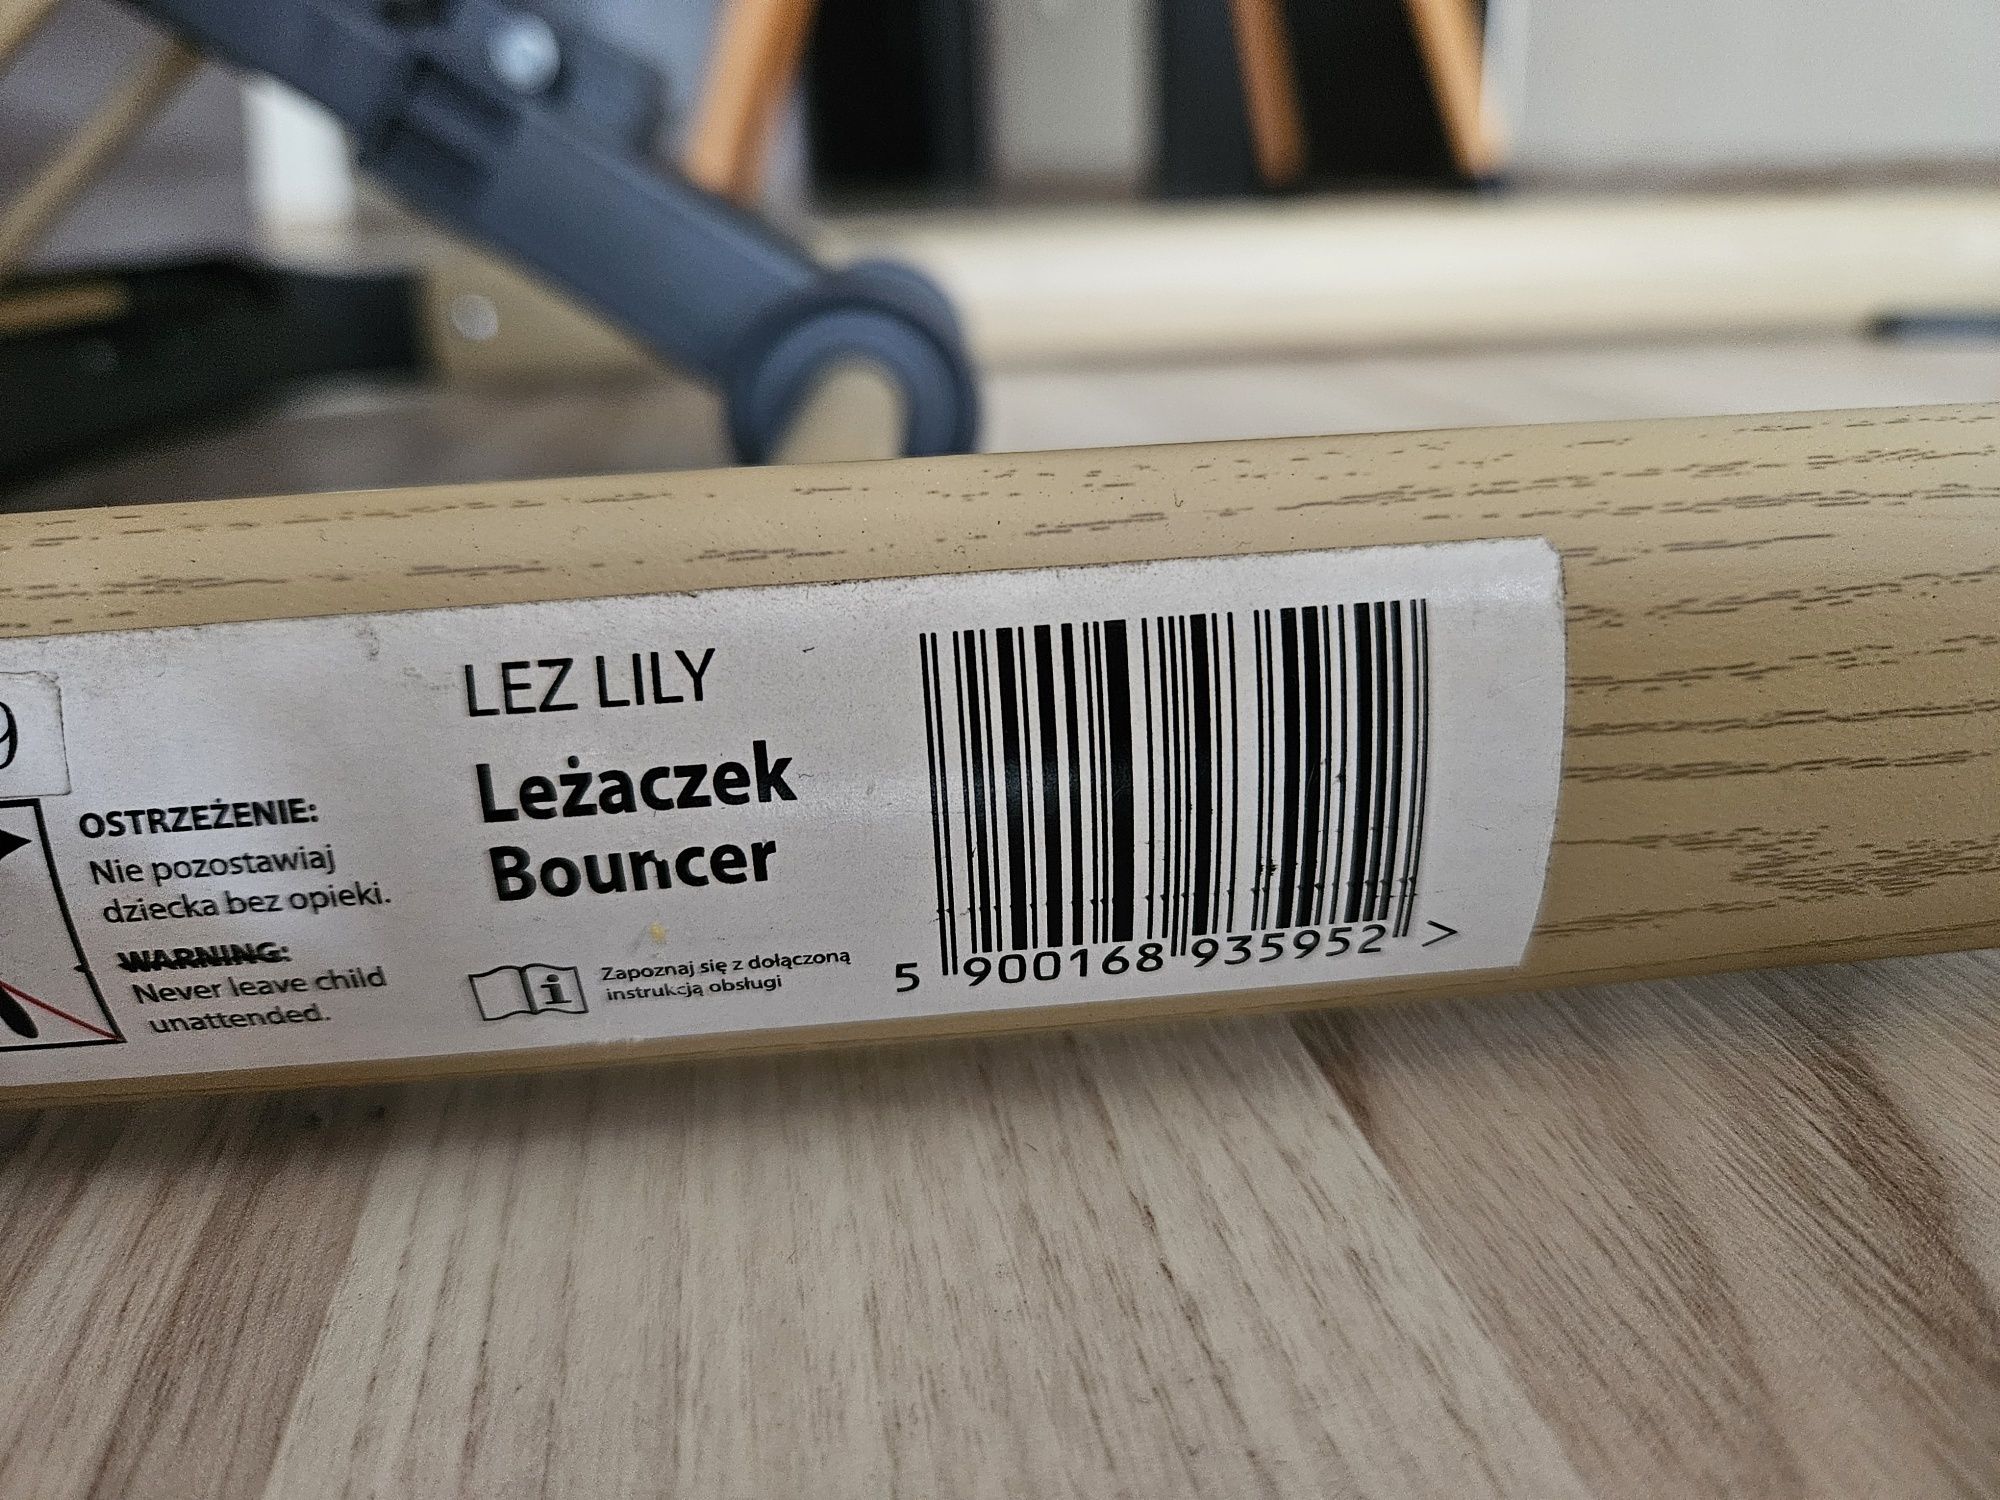 9
OSTRZEŻENIE:
Nie pozostawiaj
dziecka bez opieki.
WARNING:
Never leave child
unattended.
LEZ LILY
Leżaczek
Bouncer
i
Zapoznaj się z dołączoną
instrukcją obsługi
5 900168 935952 >